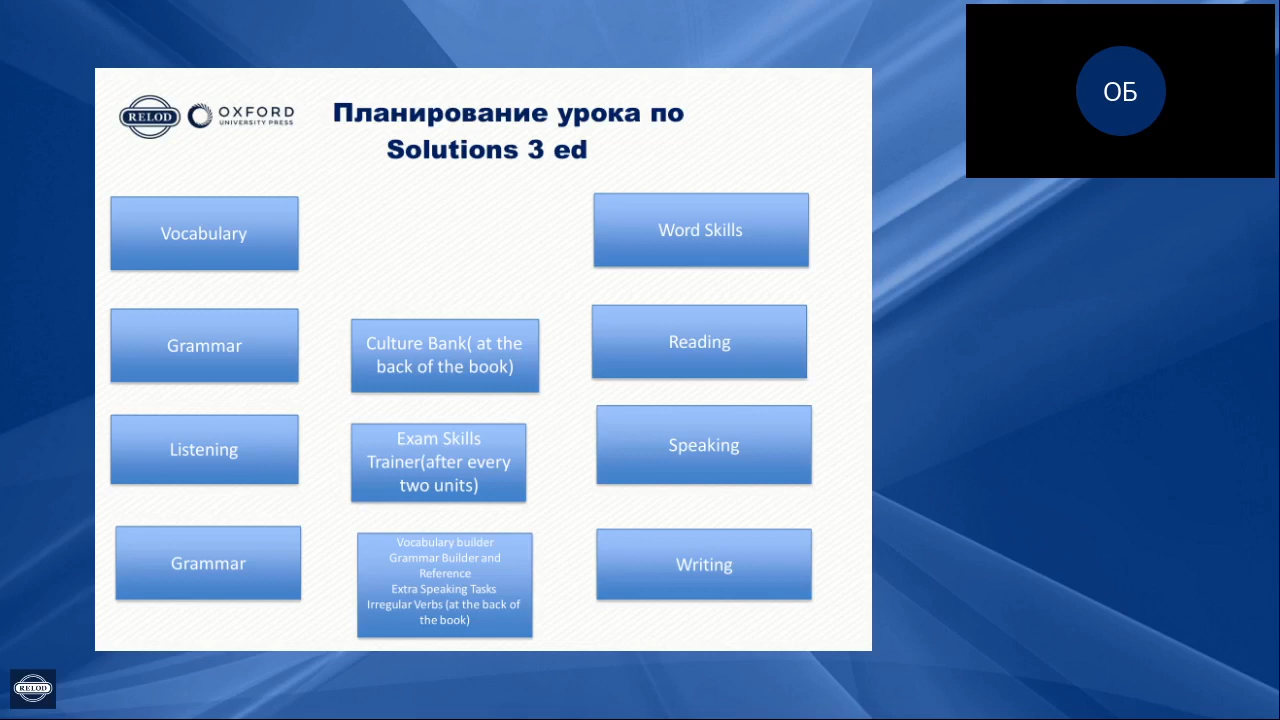 RELOD
OXFORD
UNIVERSITY PRESS
Планирование урока по
Solutions 3 ed
Vocabulary
Grammar
Listening
Grammar
Culture Bank( at the
back of the book)
Exam Skills
Trainer(after every
two units)
Vocabulary builder
Grammar Builder and
Reference
Extra Speaking Tasks
Irregular Verbs (at the back of
the book)
Word Skills
Reading
Speaking
Writing
ОБ
RELOD